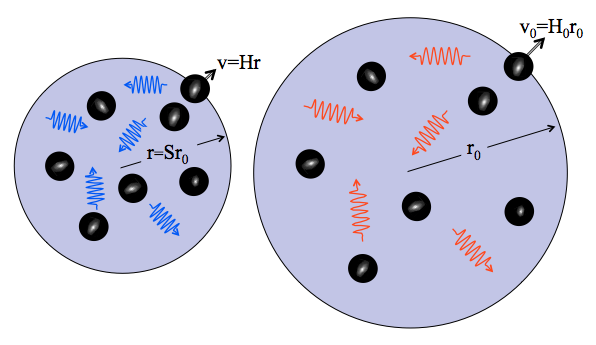 v=Hr
r=Sr₀
v₀=H₀r₀
r₀